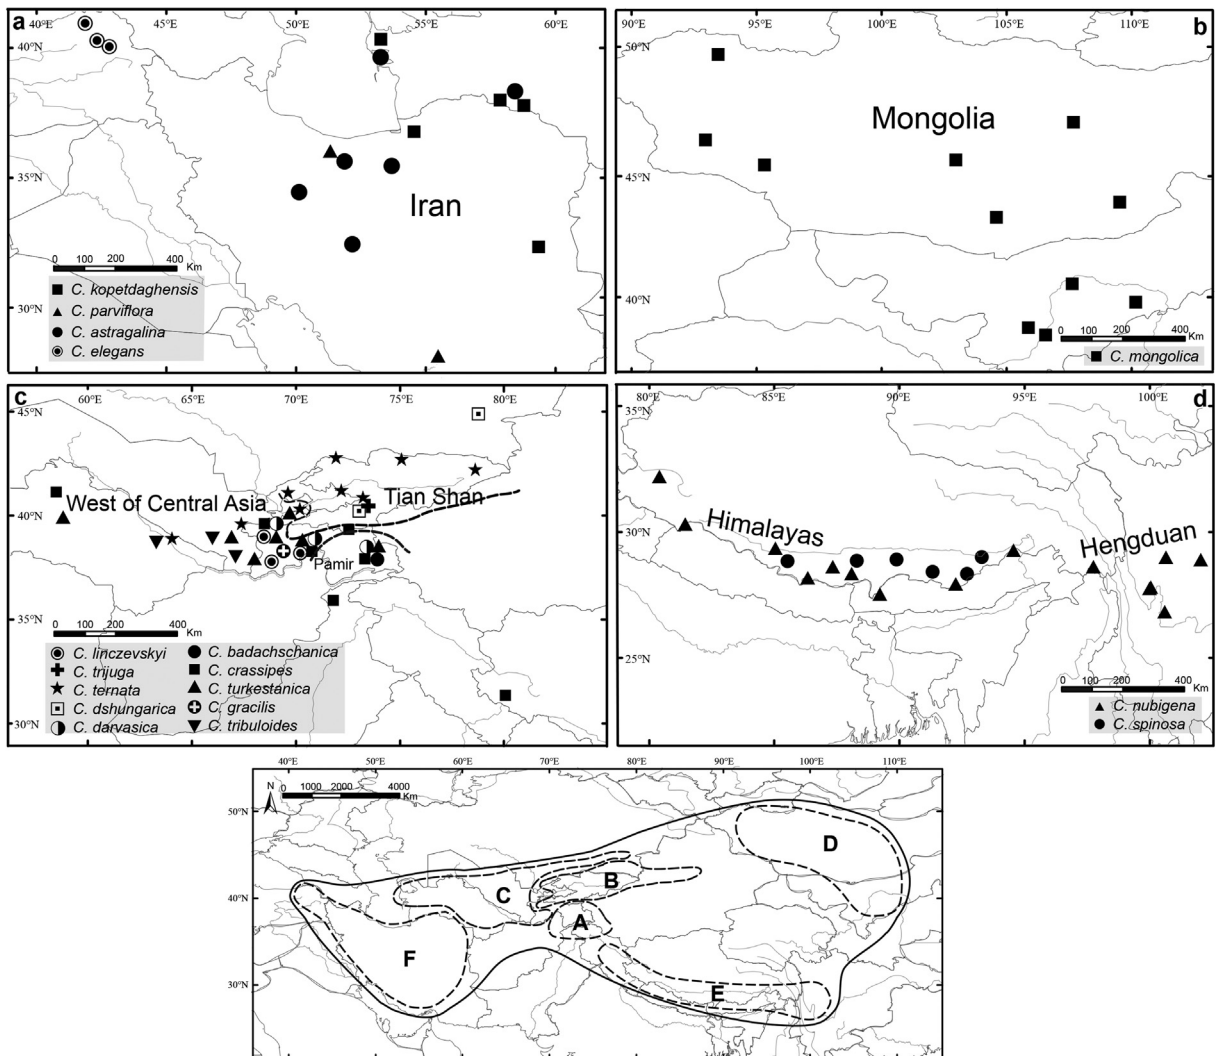 a
40°E 45°E 50°E 55°E 60°E
40°N
35°N
30°N
Iran
0 100 200 400 Km
C. kopetdaghensis
C. parviflora
C. astragalina
C. elegans
b
90°E 95°E 100°E 105°E 110°E
50°N
45°N
40°N
Mongolia
0 100 200 400 Km
C. mongolica
c
60°E 65°E 70°E 75°E 80°E
45°N
40°N
35°N
30°N
West of Central Asia
Tian Shan
Pamir
0 100 200 400 Km
C. linczevskyi
C. trijuga
C. ternata
C. dshungarica
C. darvasica
C. badachschanica
C. crassipes
C. turkestanica
C. gracilis
C. tribuloides
d
80°E 85°E 90°E 95°E 100°E
35°N
30°N
25°N
Himalayas
Hengduan
0 100 200 400 Km
C. nubigena
C. spinosa
40°E 50°E 60°E 70°E 80°E 90°E 100°E 110°E
N
0 1000 2000 4000 Km
50°N
40°N
30°N
D
B
C
A
F
E